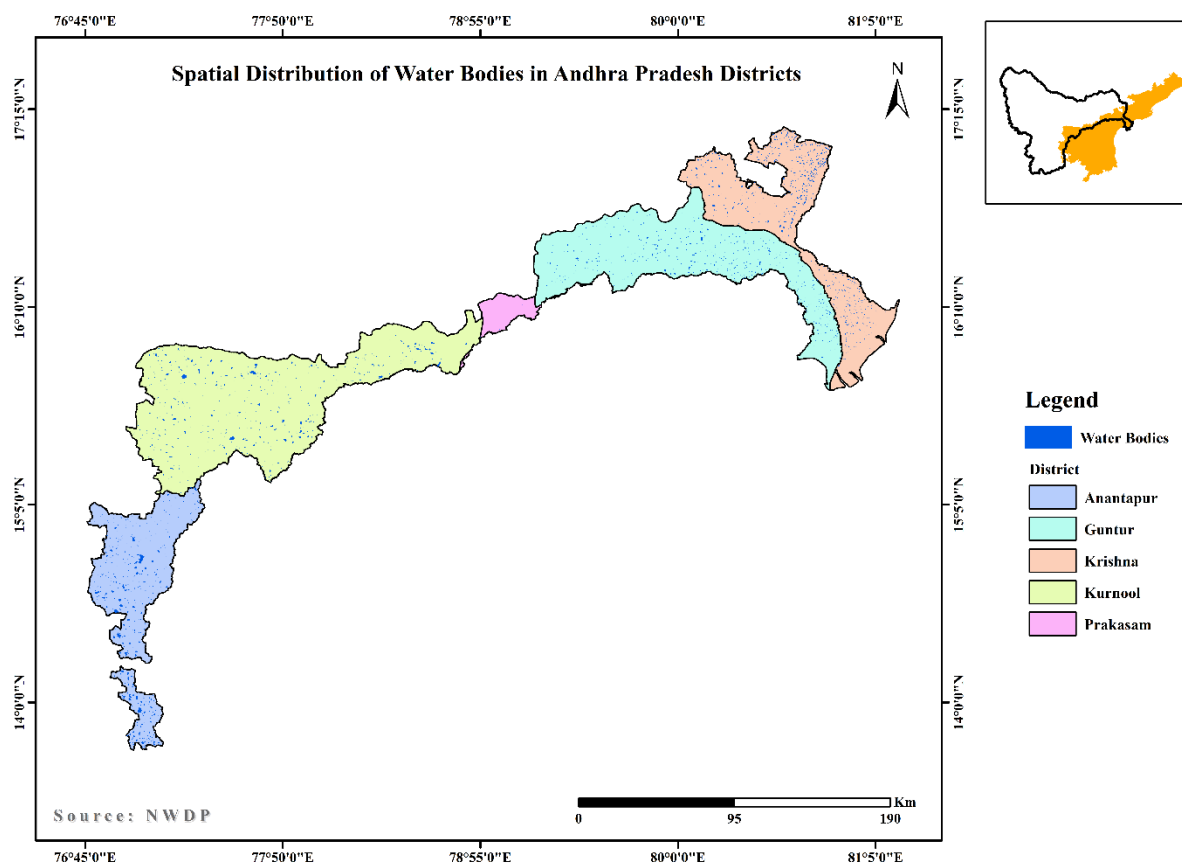 76°45'0"E 77°50'0"E 78°55'0"E 80°0'0"E 81°5'0"E
Spatial Distribution of Water Bodies in Andhra Pradesh Districts
N
17°15'0"N
17°15'0"N
16°10'0"N
16°10'0"N
15°5'0"N
15°5'0"N
14°0'0"N
14°0'0"N
Legend
Water Bodies
District
Anantapur
Guntur
Krishna
Kurnool
Prakasam
Source: NWDP
Km
0 95 190
76°45'0"E 77°50'0"E 78°55'0"E 80°0'0"E 81°5'0"E